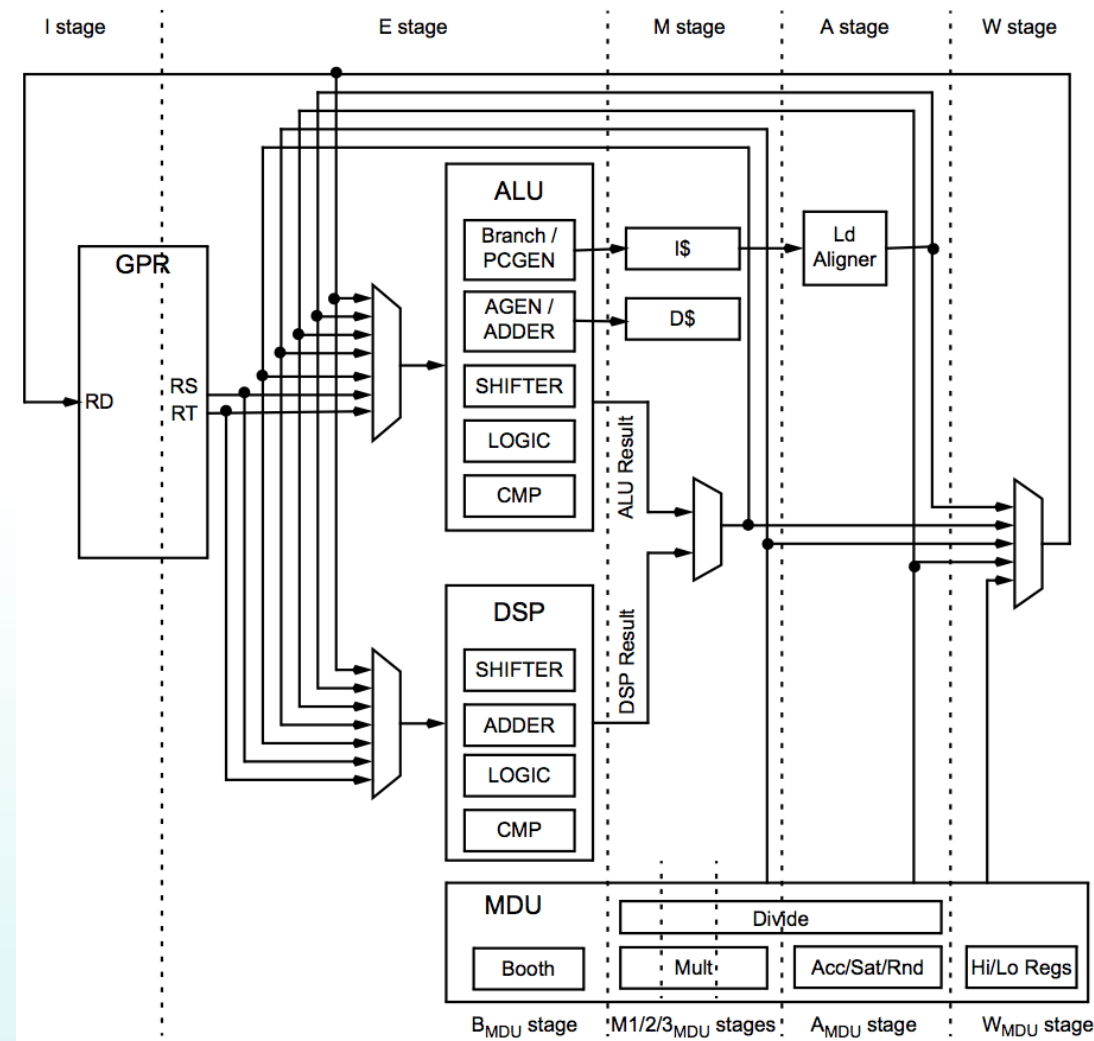 I stage
E stage
M stage
A stage
W stage
ALU
Branch /
PCGEN
I$
Ld
Aligner
GPR
AGEN /
ADDER
D$
SHIFTER
RS
RD
RT
LOGIC
ALU Result
CMP
DSP
DSP Result
SHIFTER
ADDER
LOGIC
CMP
MDU
Divide
Booth
Mult
Acc/Sat/Rnd
Hi/Lo Regs
BMDU stage
M1/2/3MDU stages
AMDU stage
WMDU stage